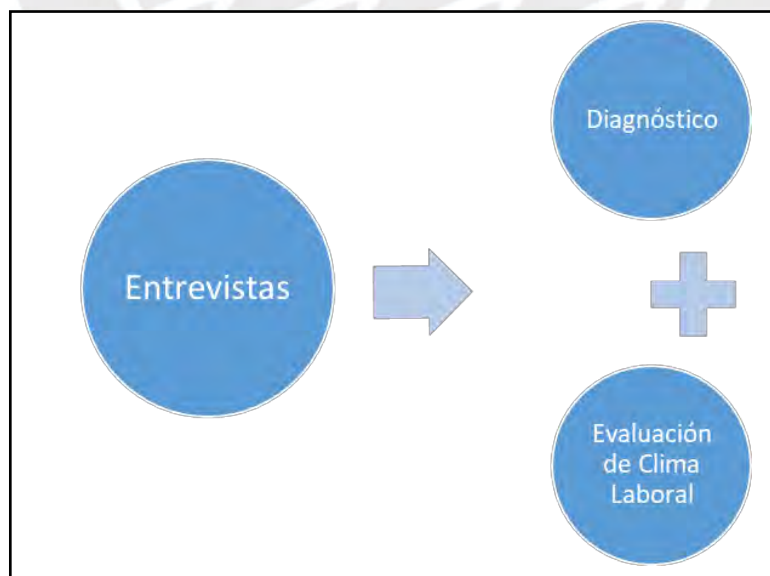 Entrevistas
Diagnóstico
Evaluación
de Clima
Laboral